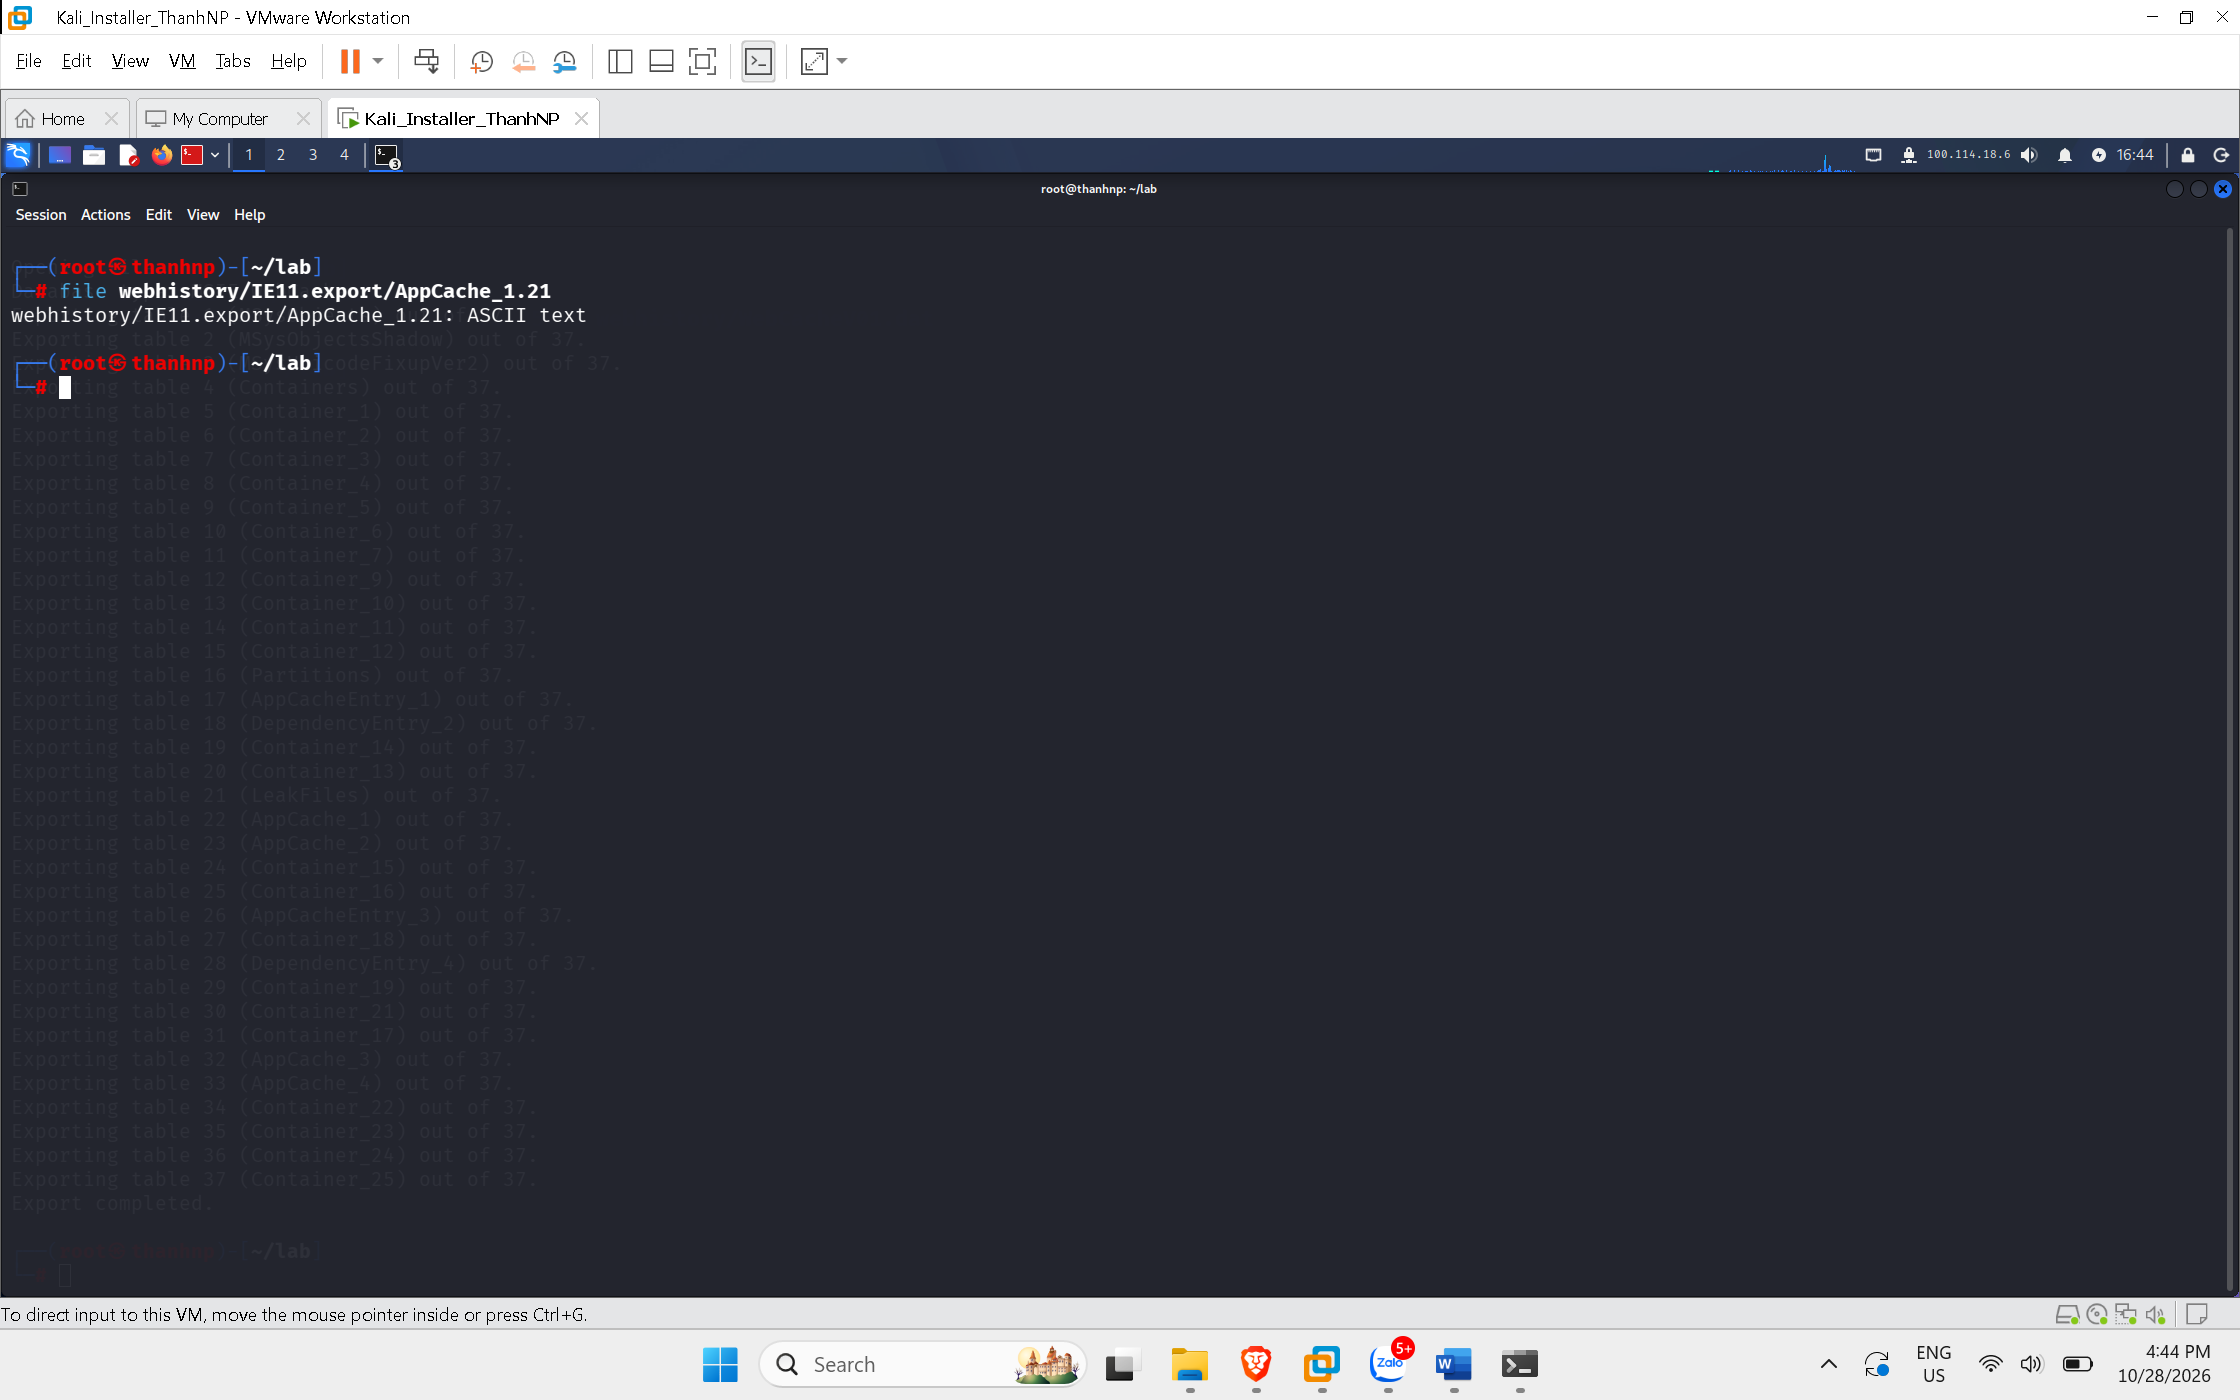 Kali_Installer_ThanhNP - VMware Workstation
File Edit View VM Tabs Help
Home My Computer Kali_Installer_ThanhNP
1 2 3 4 3 100.114.18.6 16:44
root@thanhnp: ~/lab
Session Actions Edit View Help
┌──(root㉿thanhnp)-[~/lab]
└─# file webhistory/IE11.export/AppCache_1.21
webhistory/IE11.export/AppCache_1.21: ASCII text
Exporting table 2 (MSysObjectsShadow) out of 37.
┌──(root㉿thanhnp)-[~/lab]codeFixupVer2) out of 37.
└─# ting table 4 (Containers) out of 37.
Exporting table 5 (Container_1) out of 37.
Exporting table 6 (Container_2) out of 37.
Exporting table 7 (Container_3) out of 37.
Exporting table 8 (Container_4) out of 37.
Exporting table 9 (Container_5) out of 37.
Exporting table 10 (Container_6) out of 37.
Exporting table 11 (Container_7) out of 37.
Exporting table 12 (Container_9) out of 37.
Exporting table 13 (Container_10) out of 37.
Exporting table 14 (Container_11) out of 37.
Exporting table 15 (Container_12) out of 37.
Exporting table 16 (Partitions) out of 37.
Exporting table 17 (AppCacheEntry_1) out of 37.
Exporting table 18 (DependencyEntry_2) out of 37.
Exporting table 19 (Container_14) out of 37.
Exporting table 20 (Container_13) out of 37.
Exporting table 21 (LeakFiles) out of 37.
Exporting table 22 (AppCache_1) out of 37.
Exporting table 23 (AppCache_2) out of 37.
Exporting table 24 (Container_15) out of 37.
Exporting table 25 (Container_16) out of 37.
Exporting table 26 (AppCacheEntry_3) out of 37.
Exporting table 27 (Container_18) out of 37.
Exporting table 28 (DependencyEntry_4) out of 37.
Exporting table 29 (Container_19) out of 37.
Exporting table 30 (Container_21) out of 37.
Exporting table 31 (Container_17) out of 37.
Exporting table 32 (AppCache_3) out of 37.
Exporting table 33 (AppCache_4) out of 37.
Exporting table 34 (Container_22) out of 37.
Exporting table 35 (Container_23) out of 37.
Exporting table 36 (Container_24) out of 37.
Exporting table 37 (Container_25) out of 37.
Export completed.
┌──(root㉿thanhnp)-[~/lab]
└─#
To direct input to this VM, move the mouse pointer inside or press Ctrl+G.
Search
Zalo 5+
W
ENG
US
4:44 PM
10/28/2026